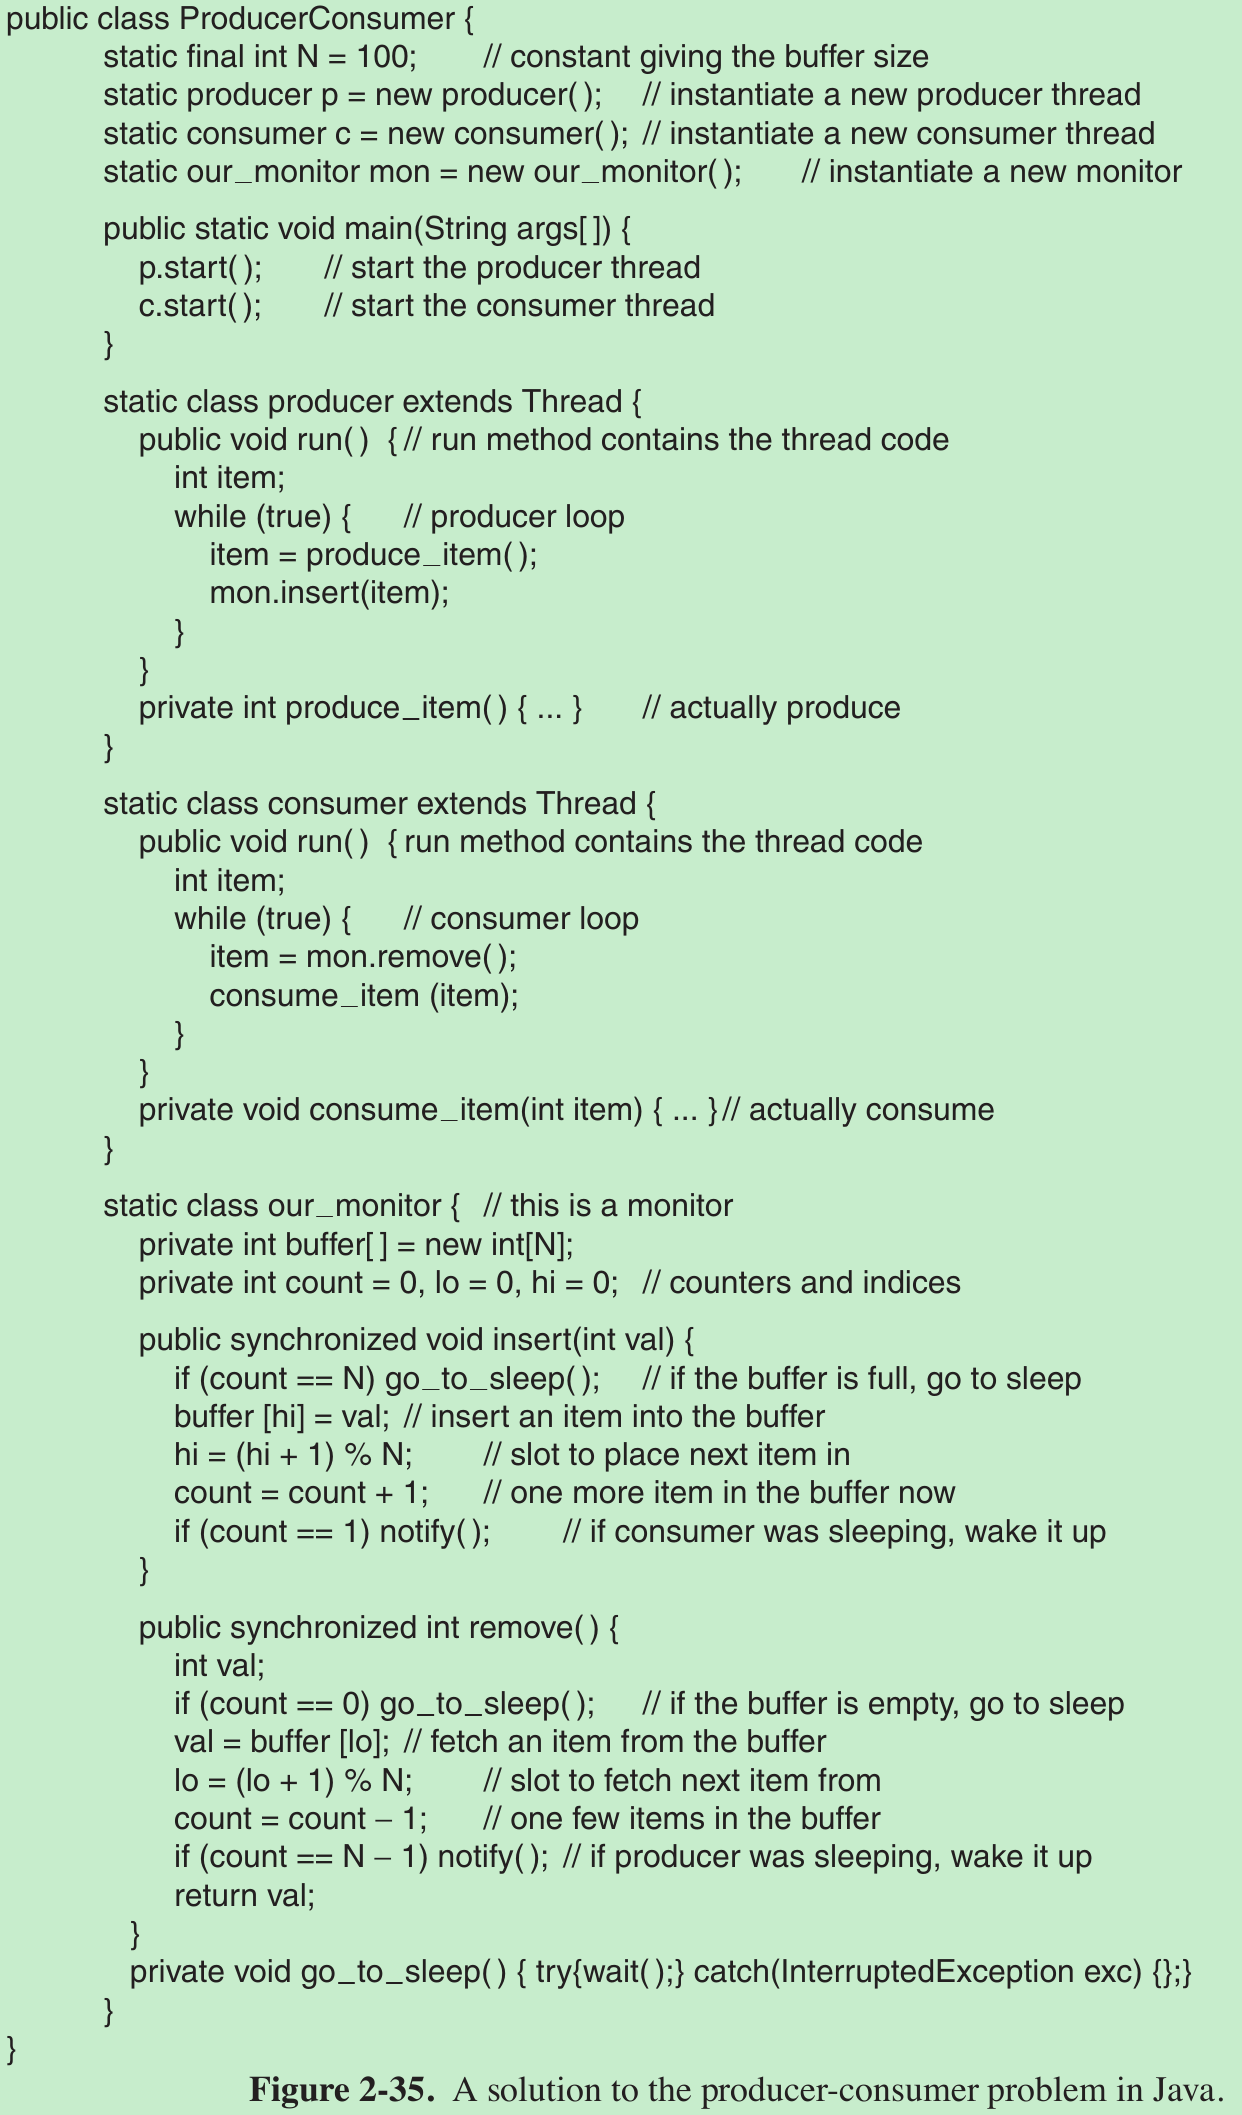 public class ProducerConsumer {
static final int N = 100; // constant giving the buffer size
static producer p = new producer( ); // instantiate a new producer thread
static consumer c = new consumer( ); // instantiate a new consumer thread
static our_monitor mon = new our_monitor( ); // instantiate a new monitor
public static void main(String args[ ]) {
p.start( ); // start the producer thread
c.start( ); // start the consumer thread
}
static class producer extends Thread {
public void run( ) { // run method contains the thread code
int item;
while (true) { // producer loop
item = produce_item( );
mon.insert(item);
}
}
private int produce_item( ) { ... } // actually produce
}
static class consumer extends Thread {
public void run( ) { run method contains the thread code
int item;
while (true) { // consumer loop
item = mon.remove( );
consume_item (item);
}
}
private void consume_item(int item) { ... } // actually consume
}
static class our_monitor { // this is a monitor
private int buffer[ ] = new int[N];
private int count = 0, lo = 0, hi = 0; // counters and indices
public synchronized void insert(int val) {
if (count == N) go_to_sleep( ); // if the buffer is full, go to sleep
buffer [hi] = val; // insert an item into the buffer
hi = (hi + 1) % N; // slot to place next item in
count = count + 1; // one more item in the buffer now
if (count == 1) notify( ); // if consumer was sleeping, wake it up
}
public synchronized int remove( ) {
int val;
if (count == 0) go_to_sleep( ); // if the buffer is empty, go to sleep
val = buffer [lo]; // fetch an item from the buffer
lo = (lo + 1) % N; // slot to fetch next item from
count = count − 1; // one few items in the buffer
if (count == N − 1) notify( ); // if producer was sleeping, wake it up
return val;
}
private void go_to_sleep( ) { try{wait( );} catch(InterruptedException exc) {};}
}
}
Figure 2-35. A solution to the producer-consumer problem in Java.